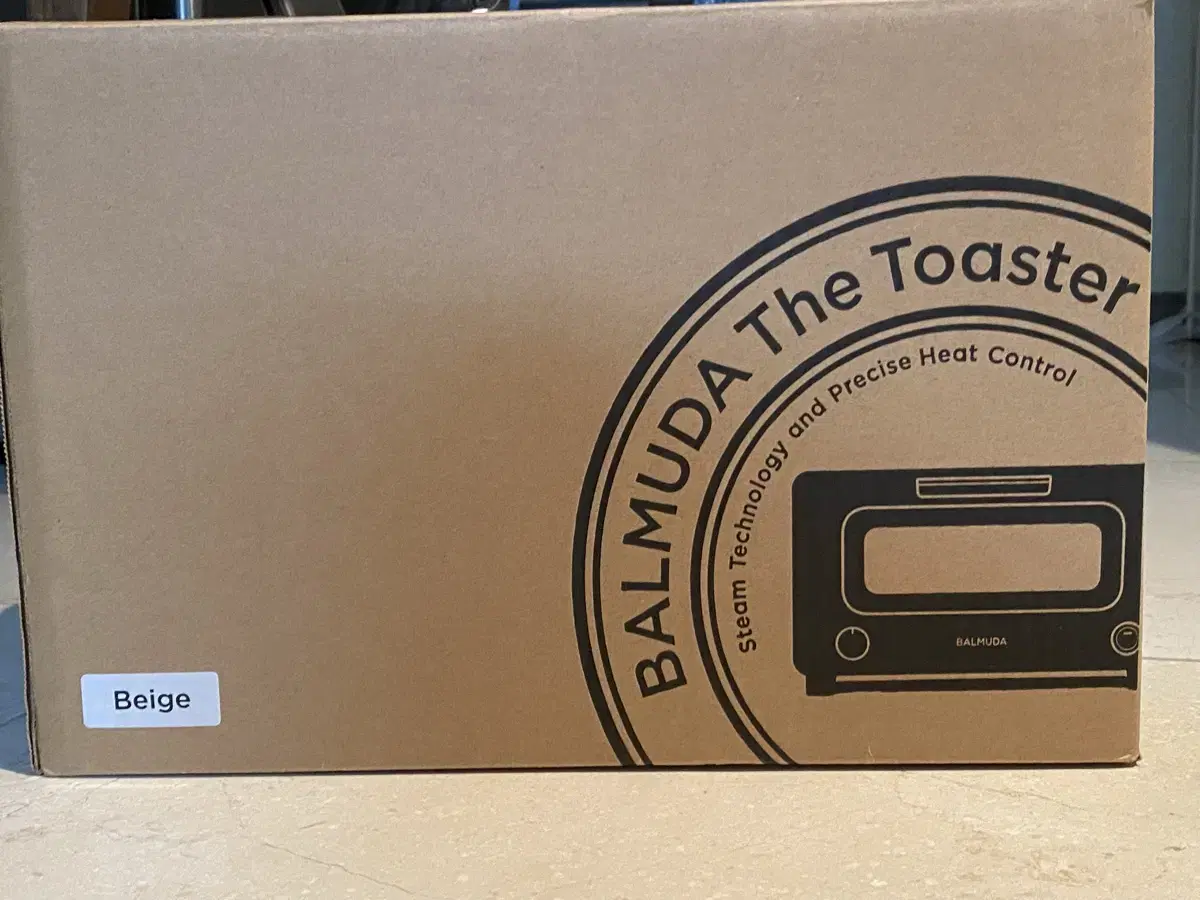 BALMUDA The Toaster
Steam Technology and Precise Heat Control
BALMUDA
Beige